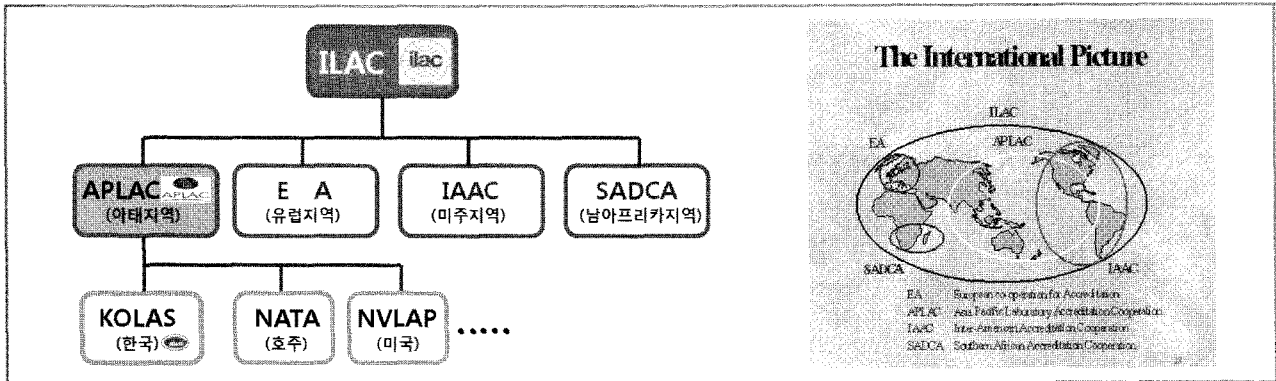 ILAC ilac
APLAC APLAC
(아태지역)
E A
(유럽지역)
IAAC
(미주지역)
SADCA
(남아프리카지역)
KOLAS
(한국)
NATA
(호주)
NVLAP
(미국)
.....
The International Picture
ILAC
EA
APLAC
SADCA
IAAC
EA European co-operation for Accreditation
APLAC Asia Pacific Laboratory Accreditation Cooperation
IAAC Inter American Accreditation Cooperation
SADCA Southern African Accreditation Cooperation